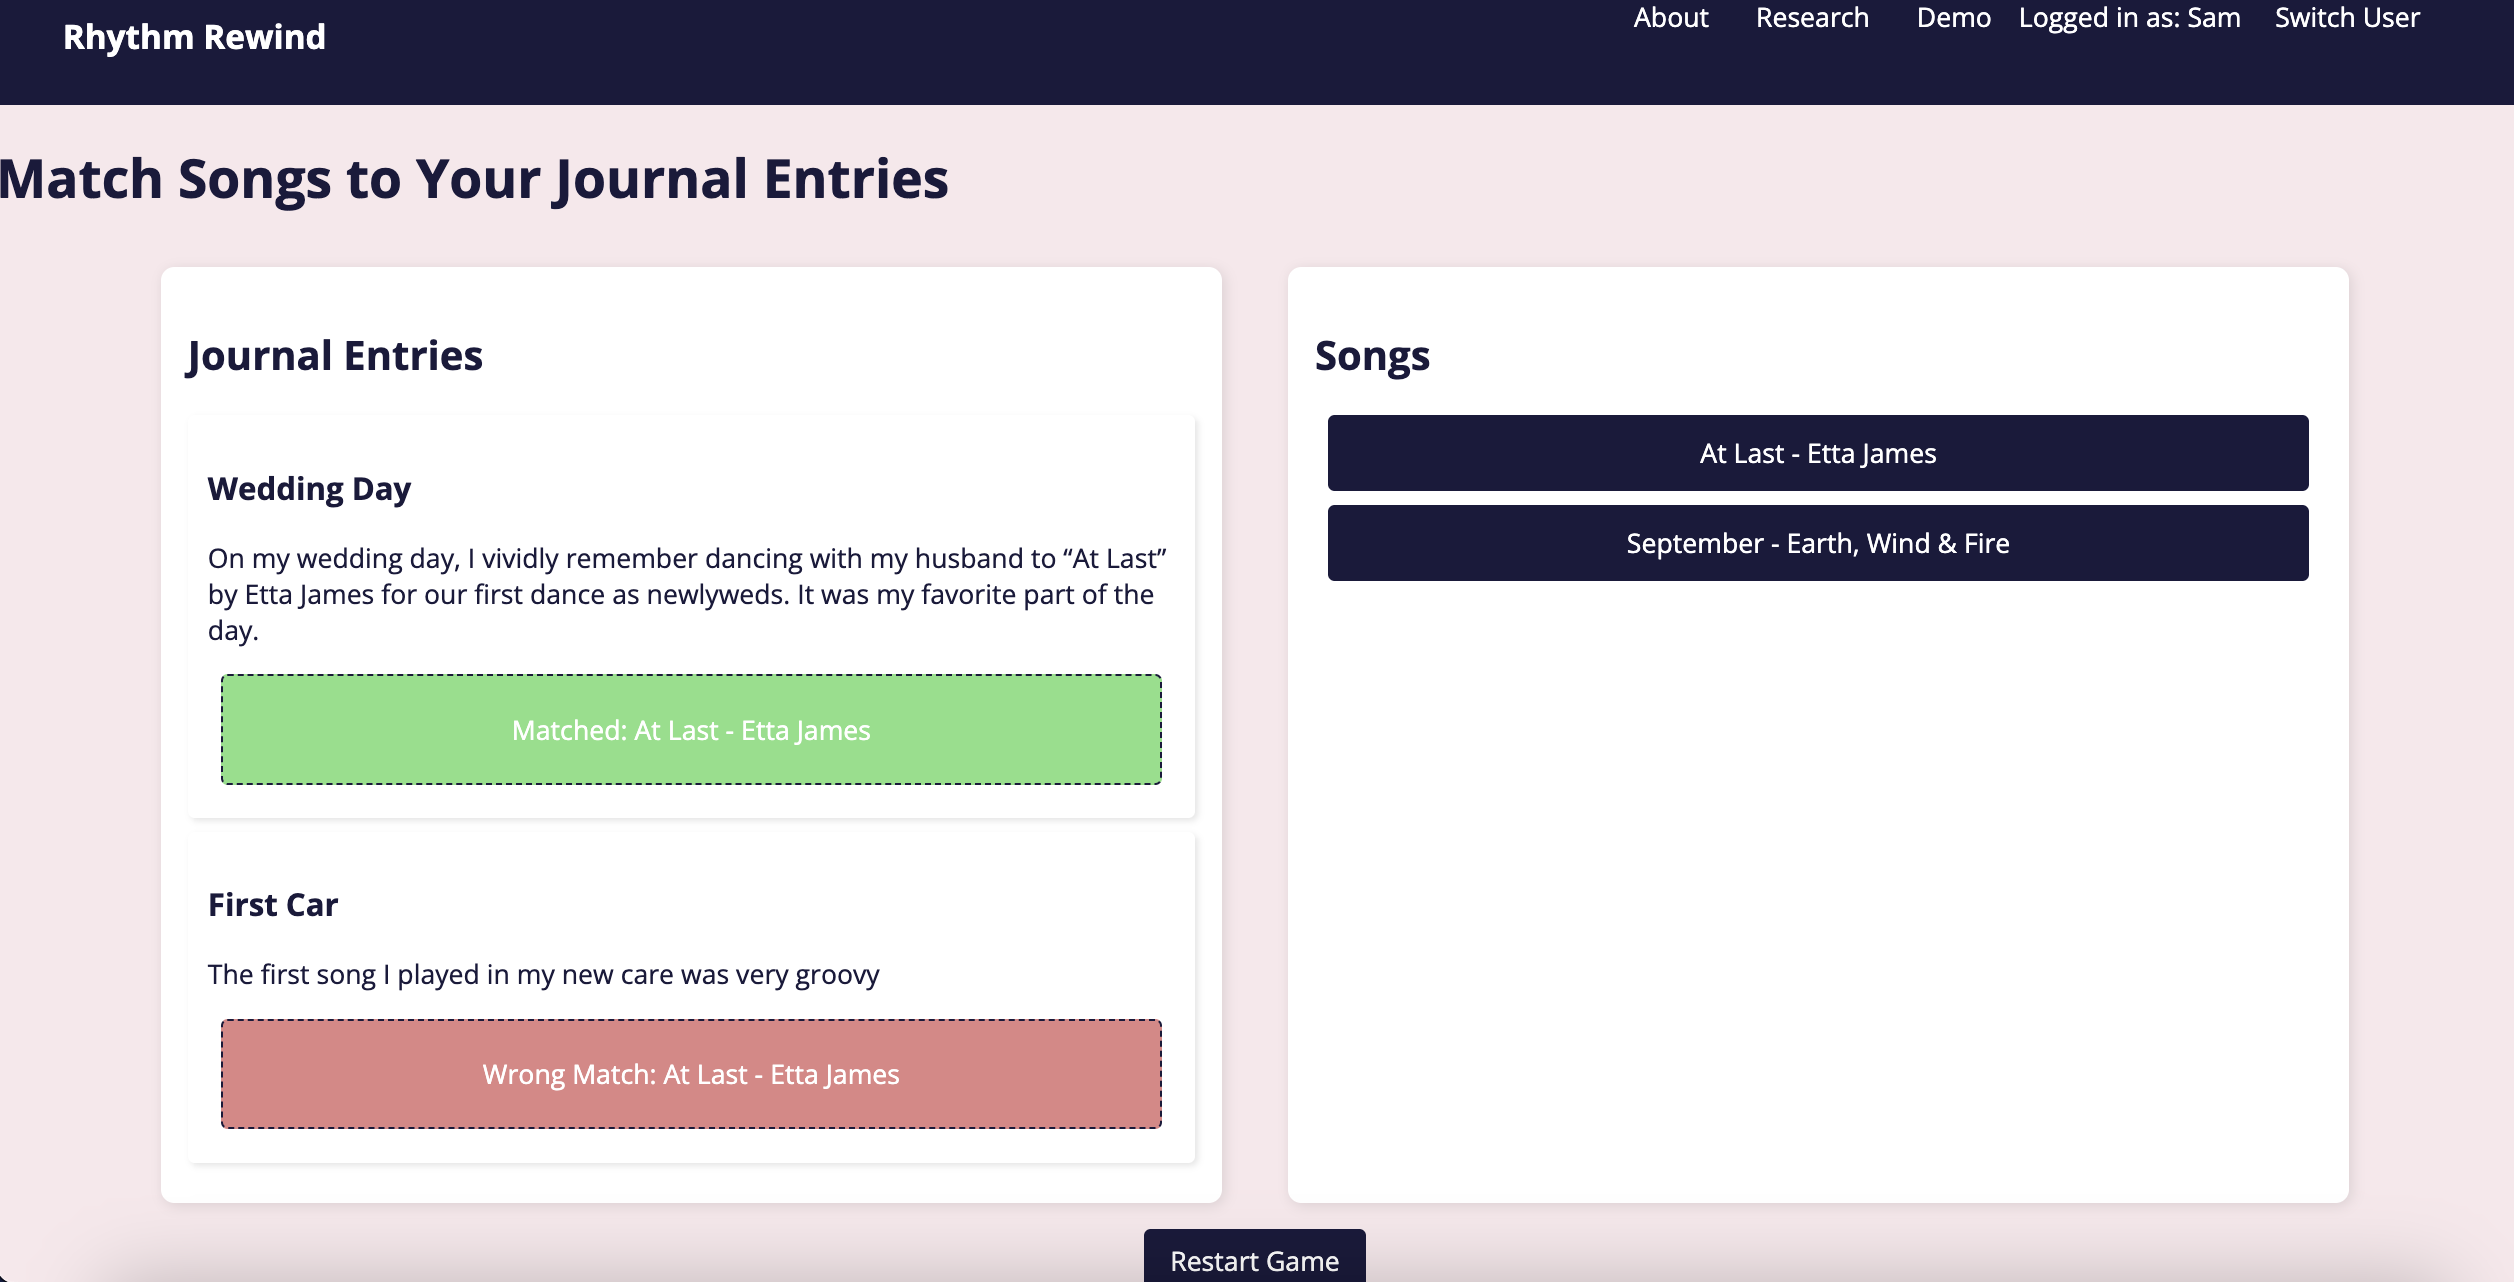 Rhythm Rewind
About Research Demo Logged in as: Sam Switch User
Match Songs to Your Journal Entries
Journal Entries
Wedding Day
On my wedding day, I vividly remember dancing with my husband to “At Last”
by Etta James for our first dance as newlyweds. It was my favorite part of the
day.
Matched: At Last - Etta James
First Car
The first song I played in my new care was very groovy
Wrong Match: At Last - Etta James
Songs
At Last - Etta James
September - Earth, Wind & Fire
Restart Game